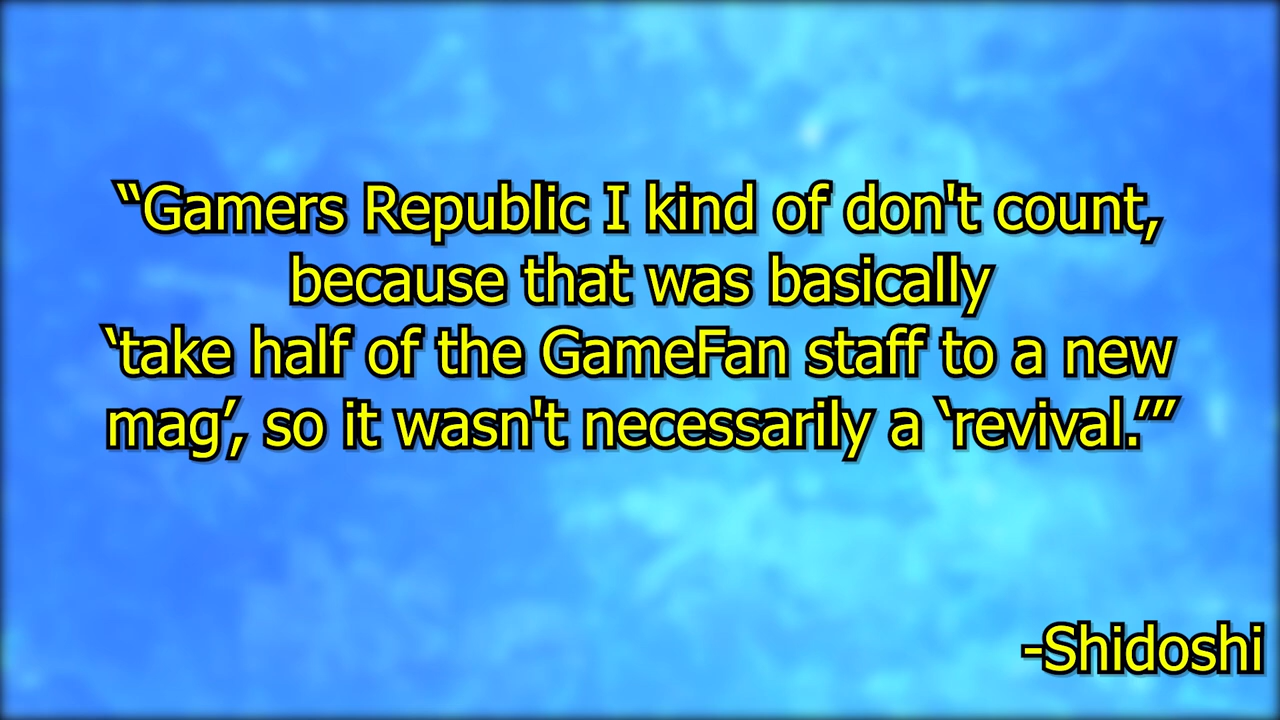 “Gamers Republic I kind of don't count,
because that was basically
‘take half of the GameFan staff to a new
mag’, so it wasn't necessarily a ‘revival.’”
-Shidoshi